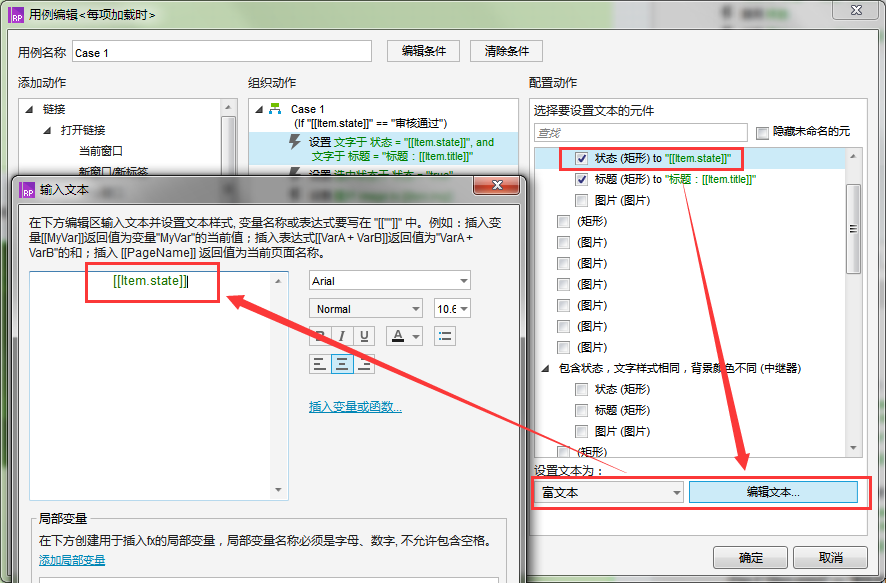 用例编辑<每项加载时>
用例名称
Case 1
编辑条件
清除条件
添加动作
组织动作
配置动作
链接
打开链接
当前窗口
新窗口/新标签
Case 1
(If "[[Item.state]]" == "审核通过")
设置 文字于 状态 = "[[Item.state]]", and
文字于 标题 = "标题：[[Item.title]]"
选择要设置文本的元件
查找
隐藏未命名的元
状态 (矩形) to "[[Item.state]]"
标题 (矩形) to "标题：[[Item.title]]"
图片 (图片)
(矩形)
(图片)
(图片)
(图片)
(图片)
(图片)
(图片)
包含状态，文字样式相同，背景颜色不同 (中继器)
状态 (矩形)
标题 (矩形)
图片 (图片)
(矩形)
设置文本为：
富文本
编辑文本...
确定
取消
输入文本
在下方编辑区输入文本并设置文本样式, 变量名称或表达式要写在 "[[""]]" 中。例如：插入变
量[[MyVar]]返回值为变量"MyVar"的当前值；插入表达式[[VarA + VarB]]返回值为"VarA +
VarB"的和；插入 [[PageName]] 返回值为当前页面名称。
[[Item.state]]
Arial
Normal
10.6
B I U
A
插入变量或函数...
局部变量
在下方创建用于插入fx的局部变量，局部变量名称必须是字母、数字, 不允许包含空格。
添加局部变量